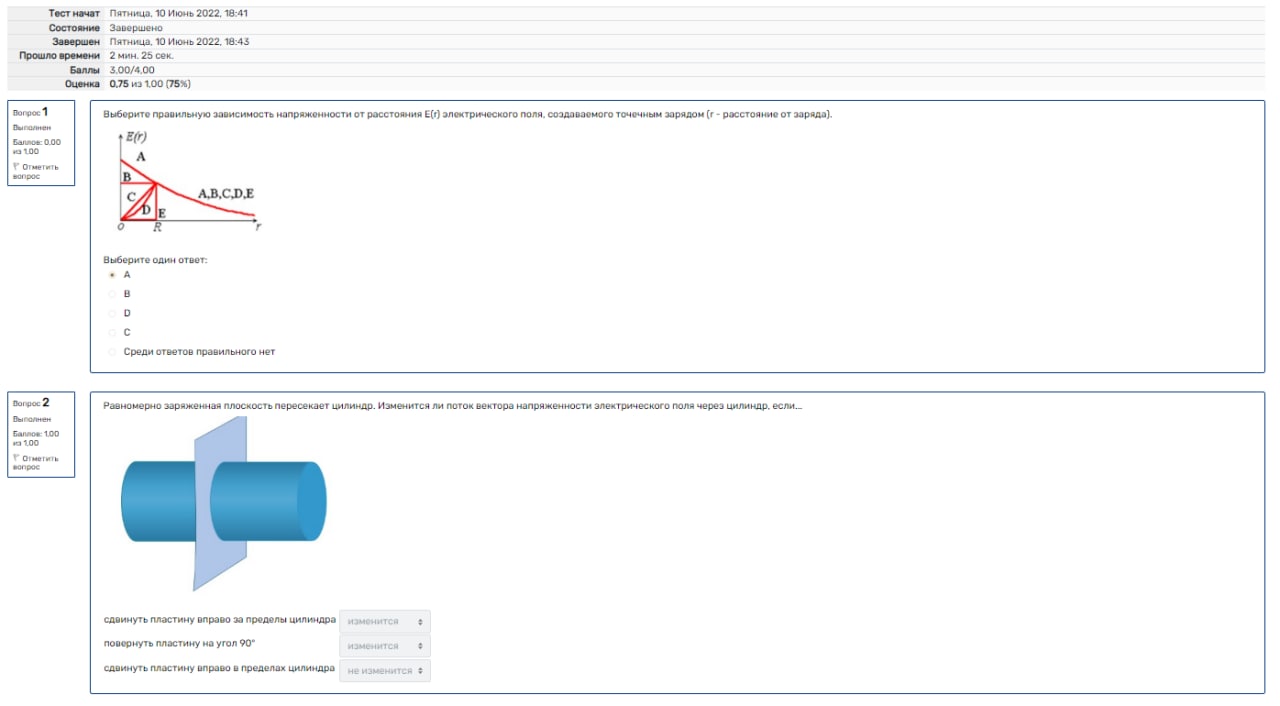 Тест начат Пятница, 10 Июнь 2022, 18:41
Состояние Завершено
Завершен Пятница, 10 Июнь 2022, 18:43
Прошло времени 2 мин. 25 сек.
Баллы 3,00/4,00
Оценка 0,75 из 1,00 (75%)
Вопрос 1
Выполнен
Баллов: 0,00
из 1,00
Отметить
вопрос
Выберите правильную зависимость напряженности от расстояния E(r) электрического поля, создаваемого точечным зарядом (r - расстояние от заряда).
E(r)
A
B
C
A,B,C,D,E
D
E
O
R
r
Выберите один ответ:
A
B
D
C
Среди ответов правильного нет
Вопрос 2
Выполнен
Баллов: 1,00
из 1,00
Отметить
вопрос
Равномерно заряженная плоскость пересекает цилиндр. Изменится ли поток вектора напряженности электрического поля через цилиндр, если...
сдвинуть пластину вправо за пределы цилиндра изменится
повернуть пластину на угол 90° изменится
сдвинуть пластину вправо в пределах цилиндра не изменится